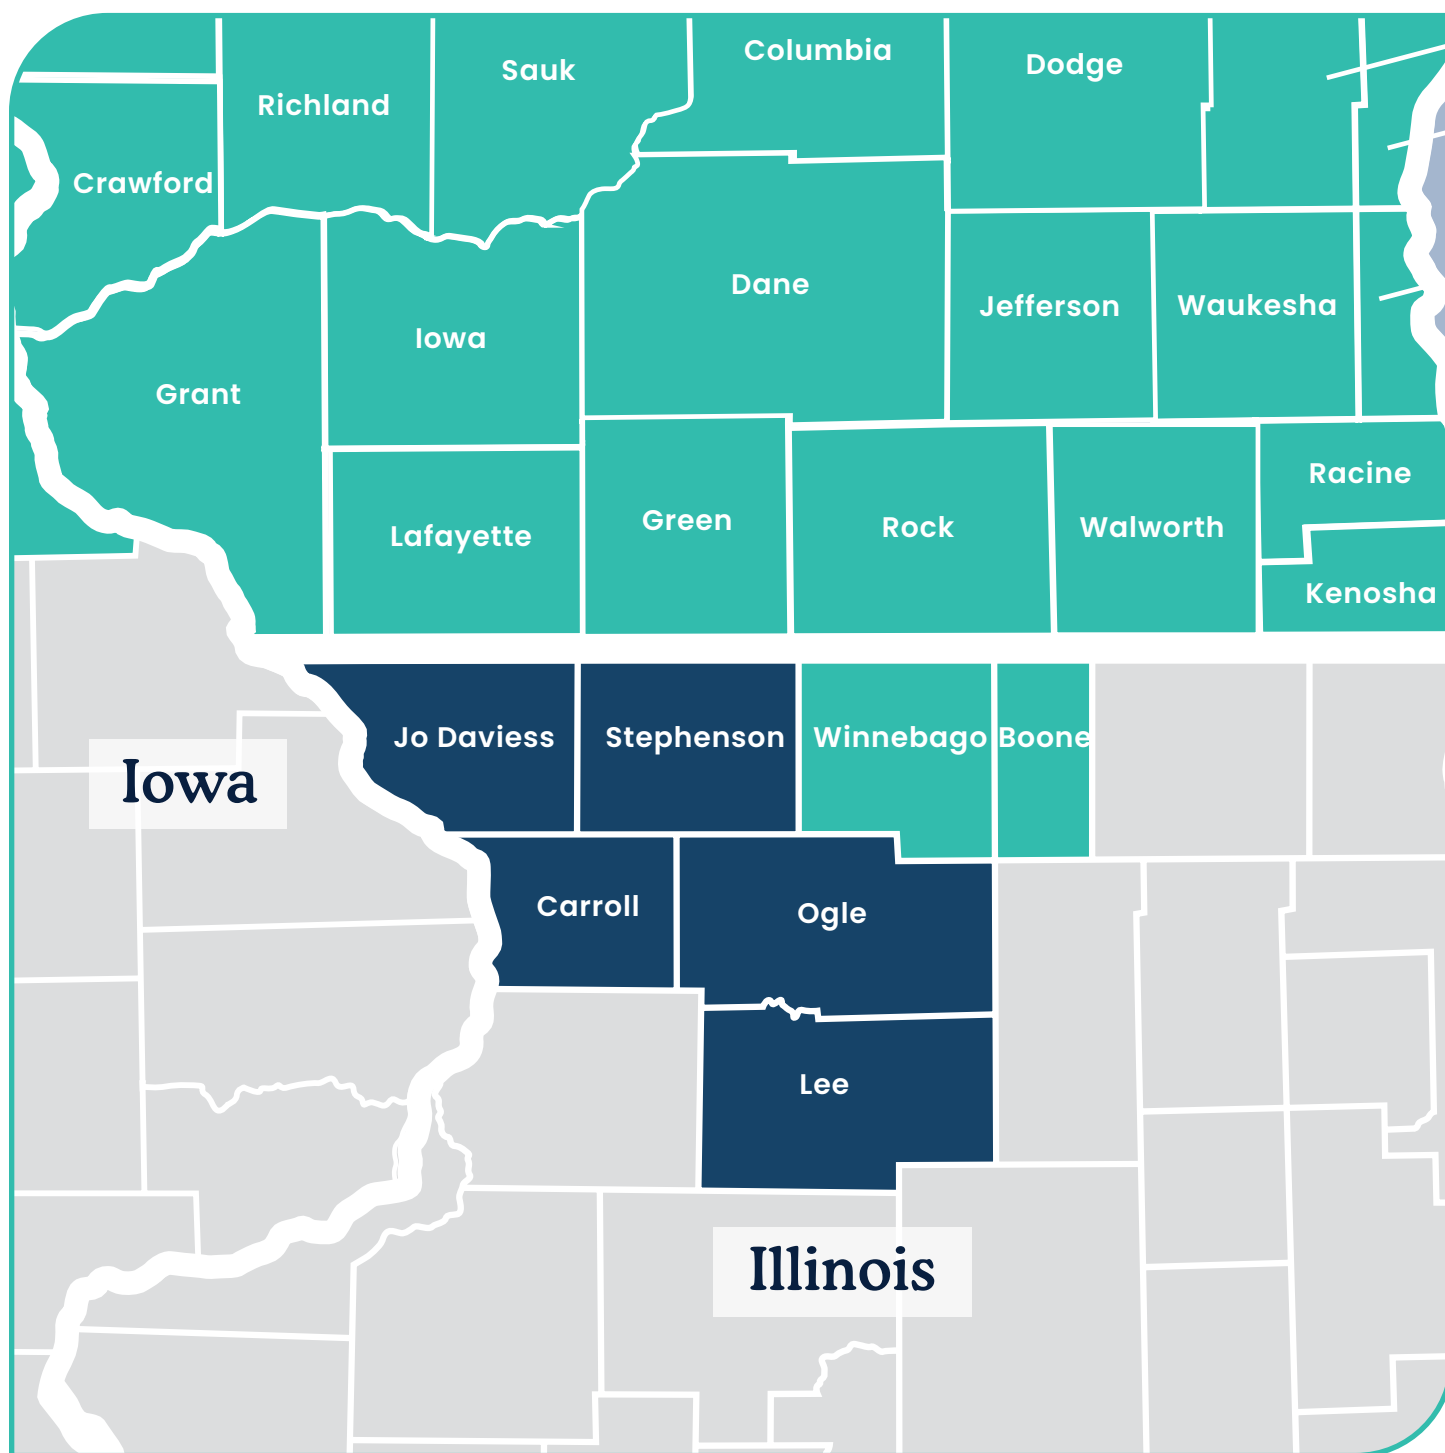 Columbia
Dodge
Sauk
Richland
Crawford
Dane
Jefferson
Waukesha
Iowa
Grant
Racine
Green
Rock
Walworth
Lafayette
Kenosha
Jo Daviess
Stephenson
Winnebago
Boone
Iowa
Carroll
Ogle
Lee
Illinois